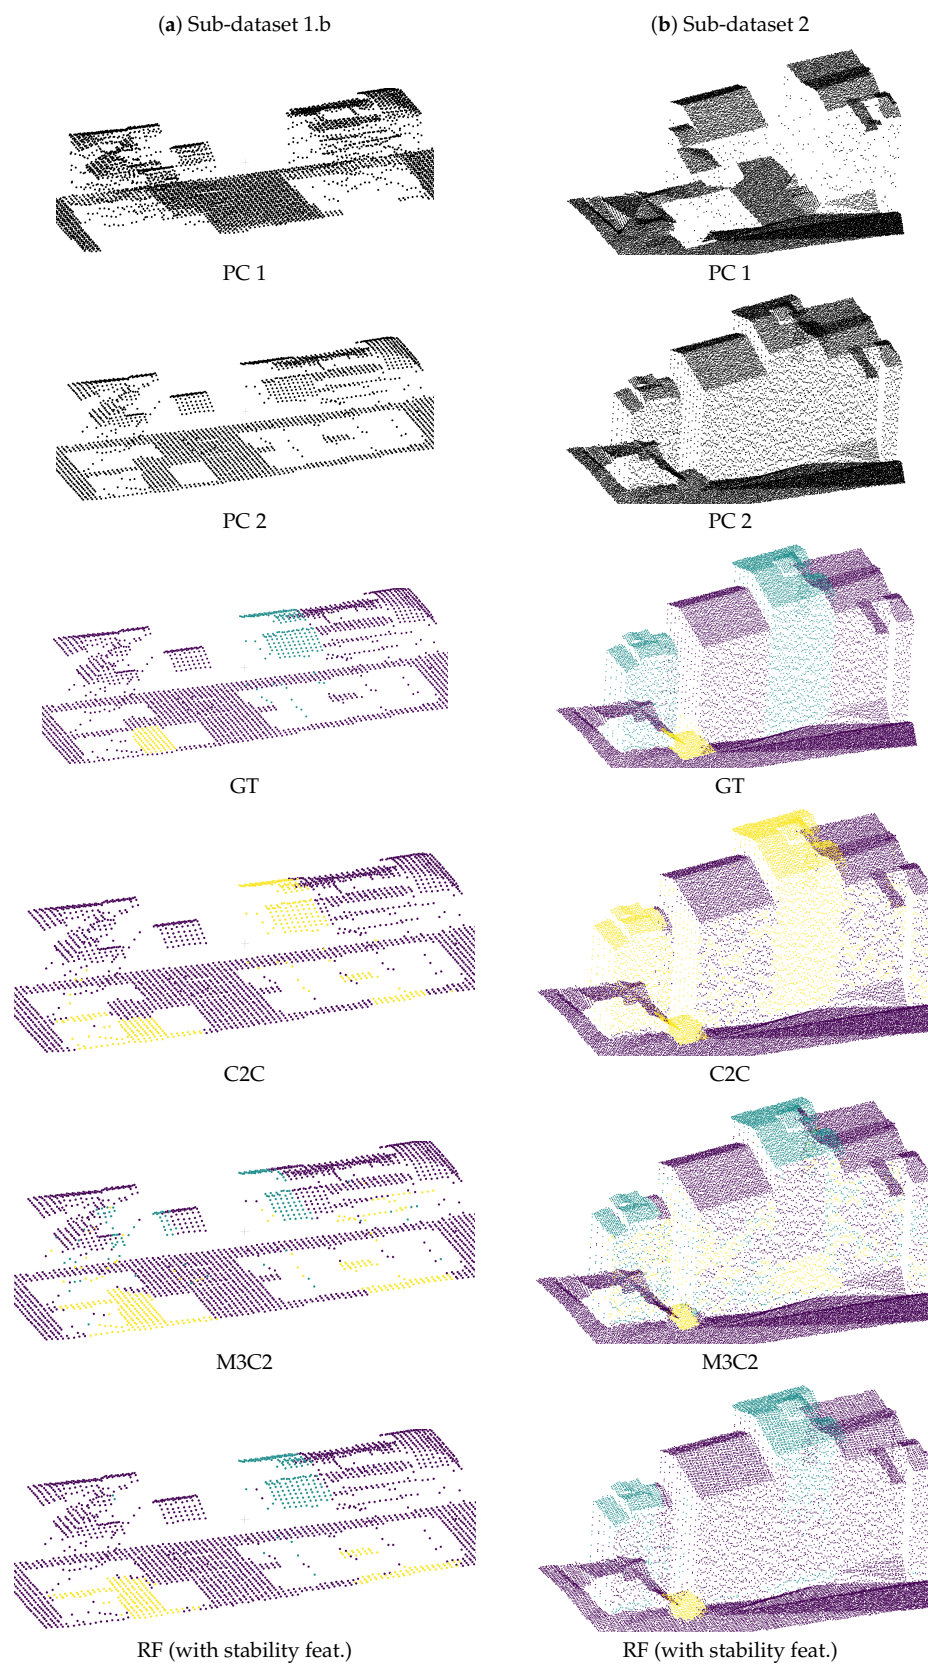 (a) Sub-dataset 1.b
(b) Sub-dataset 2
PC 1
PC 1
PC 2
PC 2
GT
GT
C2C
C2C
M3C2
M3C2
RF (with stability feat.)
RF (with stability feat.)